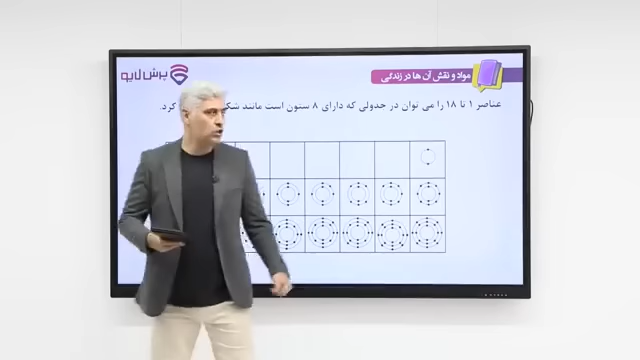 مواد و نقش آن ها در زندگی
پرش لایو
عناصر ۱ تا ۱۸ را می توان در جدولی که دارای ۸ ستون است مانند کرد.